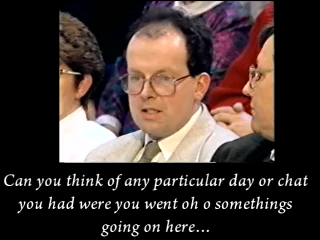 Can you think of any particular day or chat
you had were you went oh o somethings
going on here...